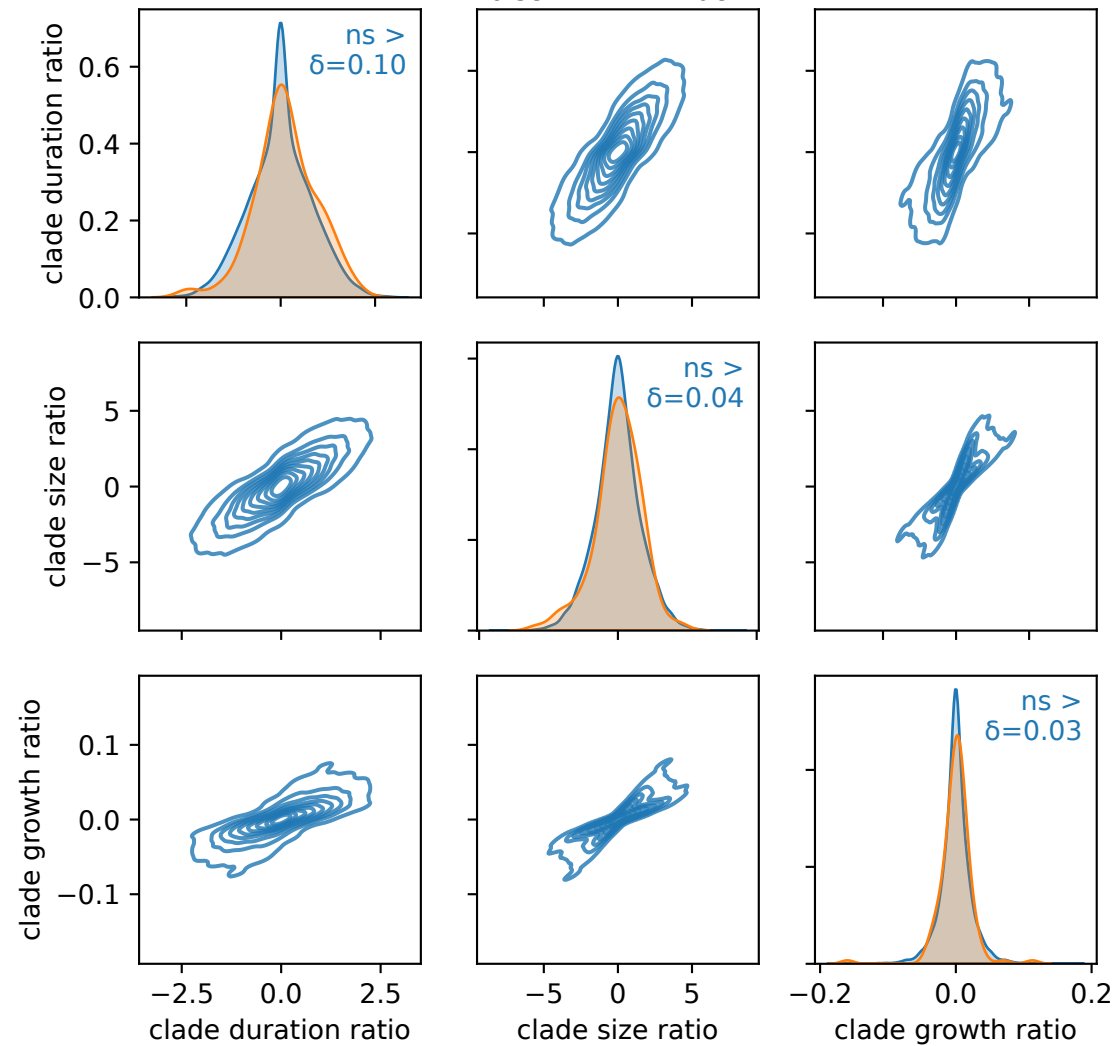 clade duration ratio
0.6
0.4
0.2
0.0
ns >
δ=0.10
clade duration ratio
clade size ratio
5
0
−5
ns >
δ=0.04
clade growth ratio
0.1
0.0
−0.1
ns >
δ=0.03
−2.5 0.0 2.5
−5 0 5
−0.2 0.0 0.2
clade duration ratio
clade size ratio
clade growth ratio